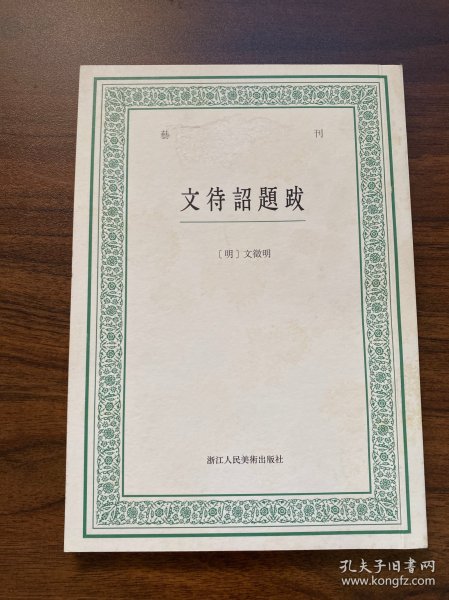 藝 刊
文待詔題跋
［明］文徵明
浙江人民美術出版社
孔夫子旧书网
www.kongfz.com